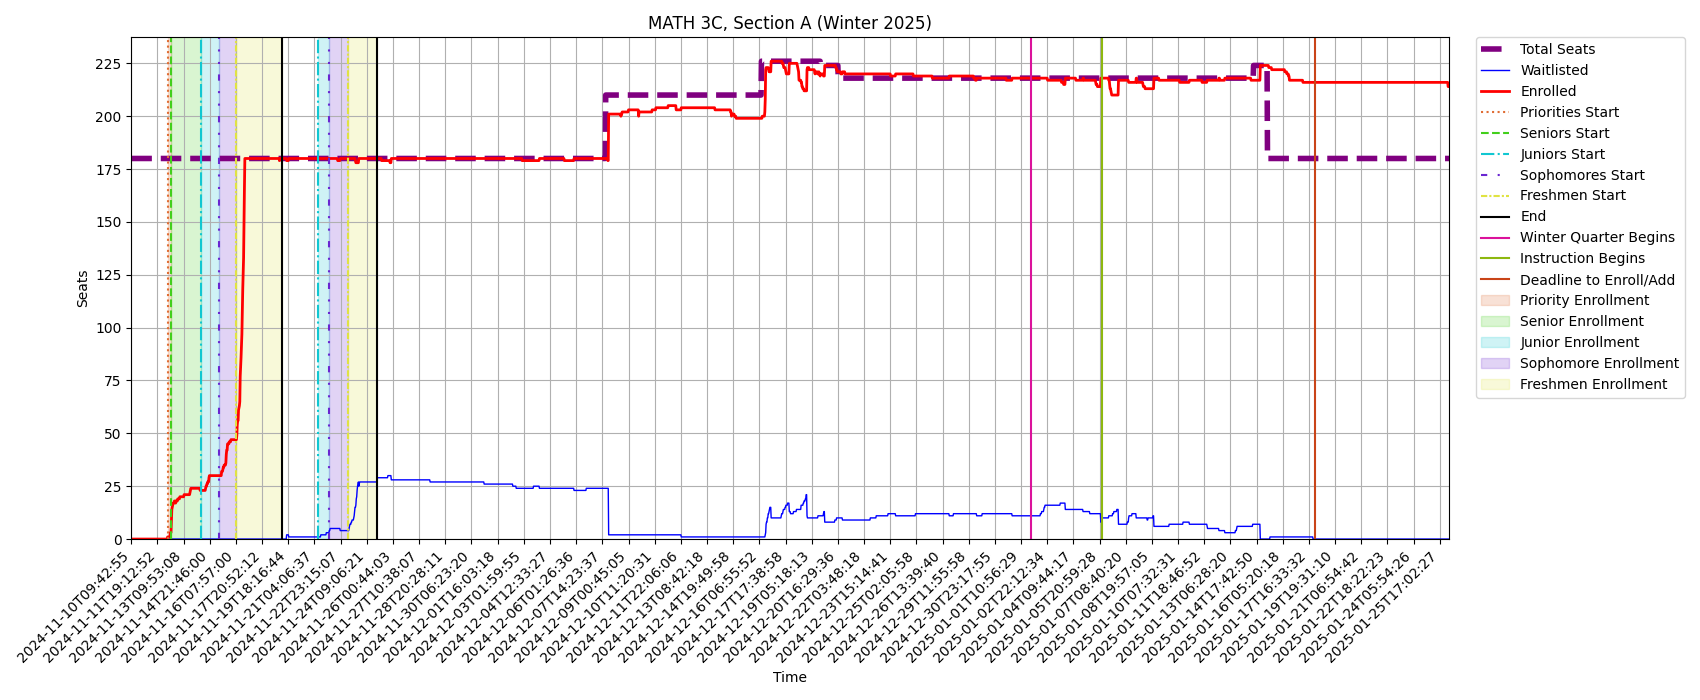 MATH 3C, Section A (Winter 2025)
Seats
225
200
175
150
125
100
75
50
25
0
2024-11-10T09:42:55
2024-11-11T19:12:52
2024-11-13T09:53:08
2024-11-14T21:46:00
2024-11-16T07:57:00
2024-11-17T20:52:12
2024-11-19T18:16:44
2024-11-21T04:06:37
2024-11-22T23:15:07
2024-11-24T09:06:21
2024-11-26T00:44:03
2024-11-27T10:38:07
2024-11-28T20:28:11
2024-11-30T06:23:20
2024-12-01T16:03:18
2024-12-03T01:59:55
2024-12-04T12:33:27
2024-12-06T01:26:36
2024-12-07T14:23:37
2024-12-09T00:45:05
2024-12-10T11:20:31
2024-12-11T22:06:06
2024-12-13T08:42:18
2024-12-14T19:49:58
2024-12-16T06:55:52
2024-12-17T17:38:58
2024-12-19T05:18:13
2024-12-20T16:29:36
2024-12-22T03:48:18
2024-12-23T15:14:41
2024-12-25T02:05:58
2024-12-26T13:39:40
2024-12-29T11:55:58
2024-12-30T23:17:55
2025-01-01T10:56:29
2025-01-02T22:12:34
2025-01-04T09:44:17
2025-01-05T20:59:28
2025-01-07T08:40:20
2025-01-08T19:57:05
2025-01-10T07:32:31
2025-01-11T18:46:52
2025-01-13T06:28:20
2025-01-14T17:42:50
2025-01-16T05:20:19
2025-01-17T16:33:32
2025-01-19T19:31:10
2025-01-21T06:54:42
2025-01-22T18:22:23
2025-01-24T05:54:26
2025-01-25T17:02:27
Time
Total Seats
Waitlisted
Enrolled
Priorities Start
Seniors Start
Juniors Start
Sophomores Start
Freshmen Start
End
Winter Quarter Begins
Instruction Begins
Deadline to Enroll/Add
Priority Enrollment
Senior Enrollment
Junior Enrollment
Sophomore Enrollment
Freshmen Enrollment